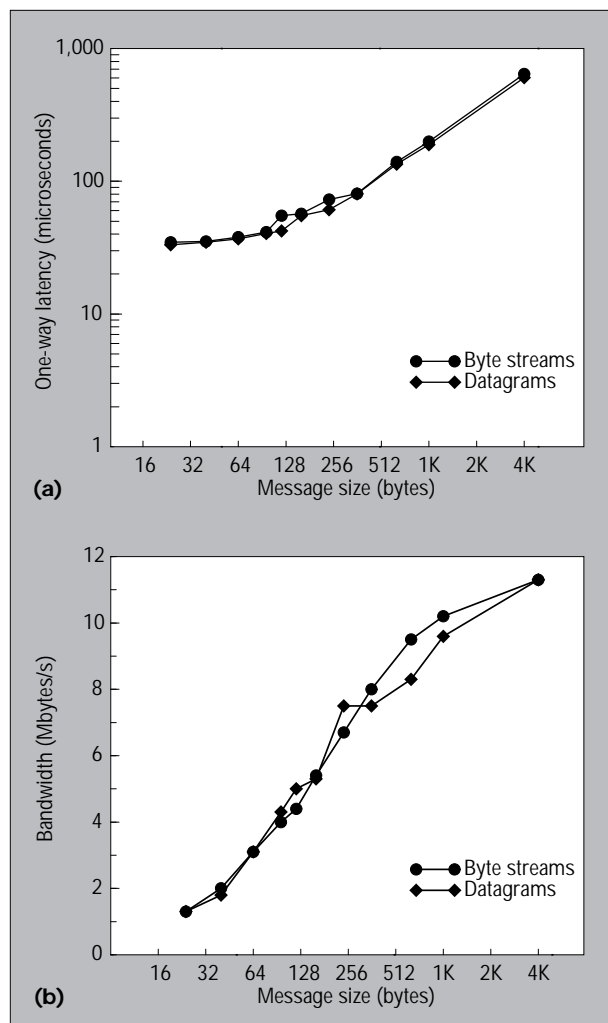 1,000
100
10
1
One-way latency (microseconds)
Byte streams
Datagrams
16 32 64 128 256 512 1K 2K 4K
Message size (bytes)
(a)
12
10
8
6
4
2
0
Bandwidth (Mbytes/s)
Byte streams
Datagrams
16 32 64 128 256 512 1K 2K 4K
Message size (bytes)
(b)